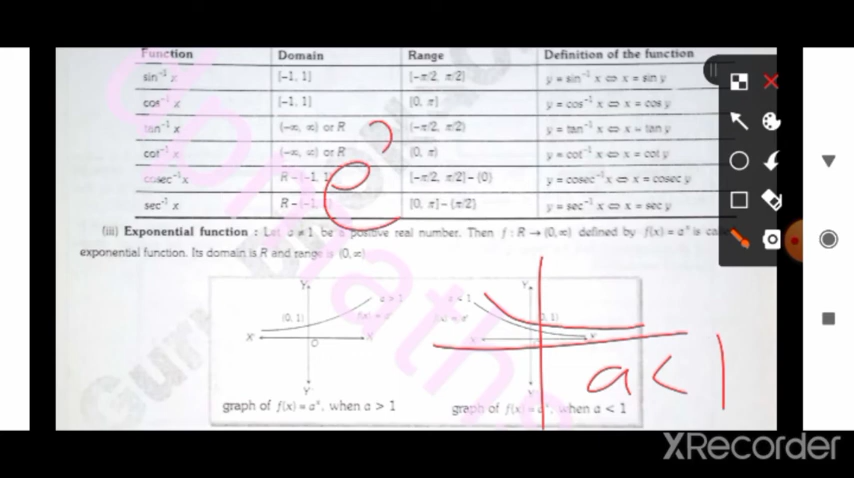 Function Domain Range Definition of the function
sin⁻¹ x [−1, 1] [−π/2, π/2] y = sin⁻¹ x ⇔ x = sin y
cos⁻¹ x [−1, 1] [0, π] y = cos⁻¹ x ⇔ x = cos y
tan⁻¹ x (−∞, ∞) or R (−π/2, π/2) y = tan⁻¹ x ⇔ x = tan y
cot⁻¹ x (−∞, ∞) or R (0, π) y = cot⁻¹ x ⇔ x = cot y
cosec⁻¹x R − (−1, 1 [−π/2, π/2] − {0} y = cosec⁻¹x ⇔ x = cosec y
sec⁻¹ x R − (−1, [0, π] − {π/2} y = sec⁻¹ x ⇔ x = sec y
(iii) Exponential function : Let a ≠ 1, be a positive real number. Then f : R → (0, ∞) defined by f(x) = aˣ is
exponential function. Its domain is R and range is (0, ∞)
Y a > 1
(0, 1)
X' O X
Y'
graph of f(x) = aˣ, when a > 1
Y
X
Y'
graph of f(x) = aˣ, when a < 1
e
a < 1
XRecorder